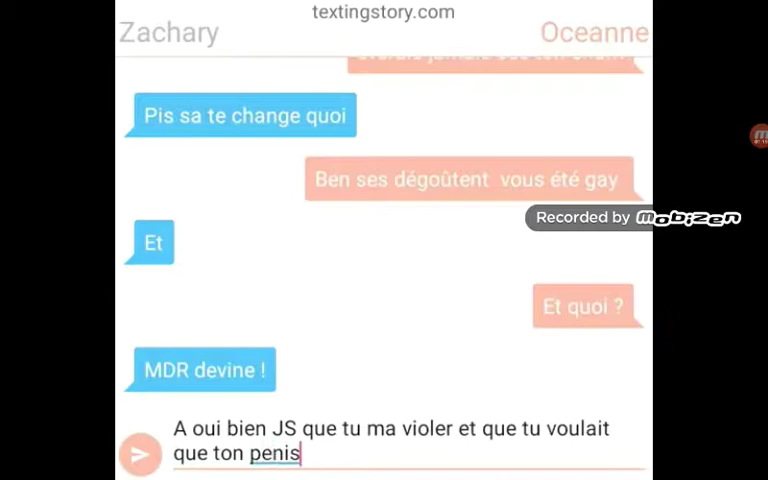 textingstory.com
Zachary
Oceanne
Pis sa te change quoi
Ben ses dégoûtent vous été gay
Recorded by mobizen
Et
Et quoi ?
MDR devine !
A oui bien JS que tu ma violer et que tu voulait
que ton penis